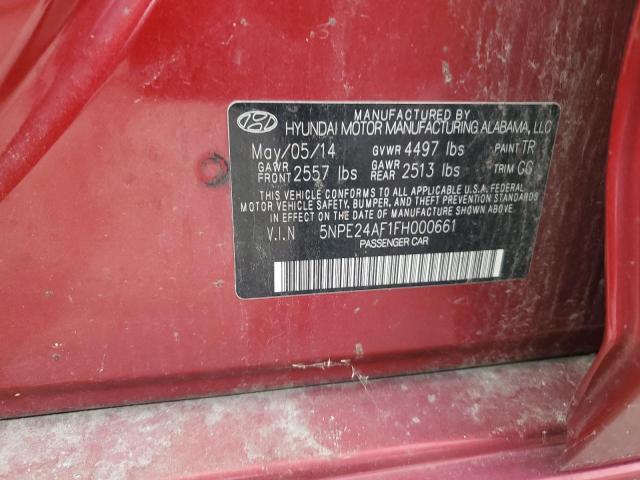 MANUFACTURED BY
HYUNDAI MOTOR MANUFACTURING ALABAMA, LLC
May/05/14 GVWR 4497 lbs PAINT TR
GAWR FRONT 2557 lbs GAWR REAR 2513 lbs TRIM GG
THIS VEHICLE CONFORMS TO ALL APPLICABLE U.S.A. FEDERAL
MOTOR VEHICLE SAFETY, BUMPER, AND THEFT PREVENTION STANDARDS
IN EFFECT ON THE DATE OF MANUFACTURE SHOWN ABOVE.
V.I.N 5NPE24AF1FH000661
PASSENGER CAR